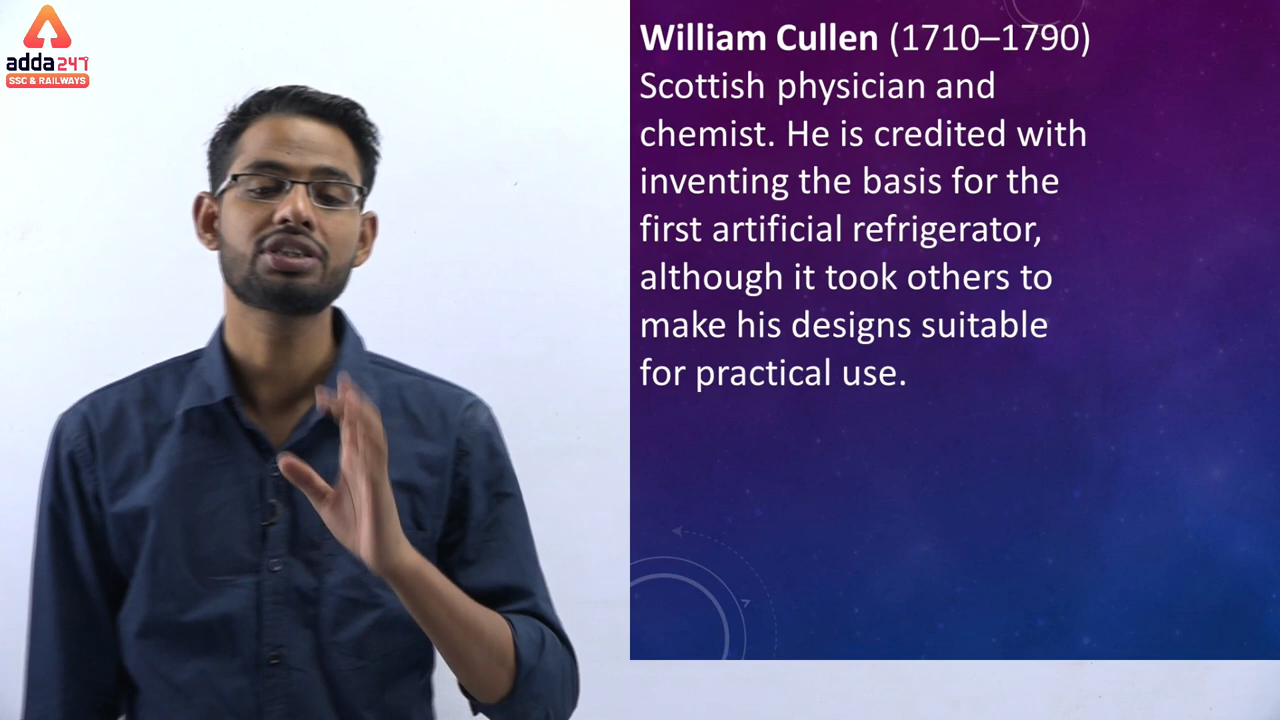 adda247
SSC & RAILWAYS
William Cullen (1710–1790)
Scottish physician and
chemist. He is credited with
inventing the basis for the
first artificial refrigerator,
although it took others to
make his designs suitable
for practical use.